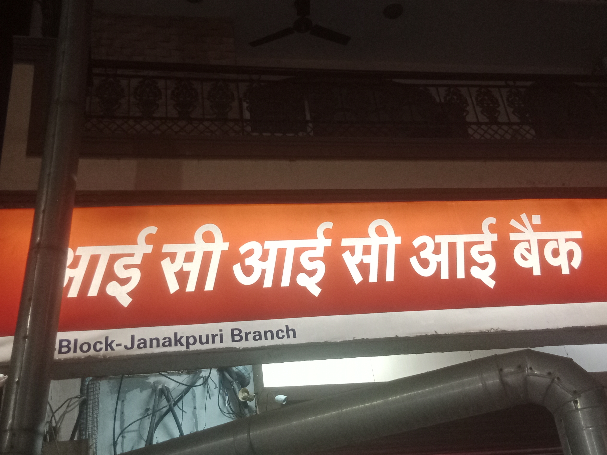 आई सी आई सी आई बैंक
Block-Janakpuri Branch